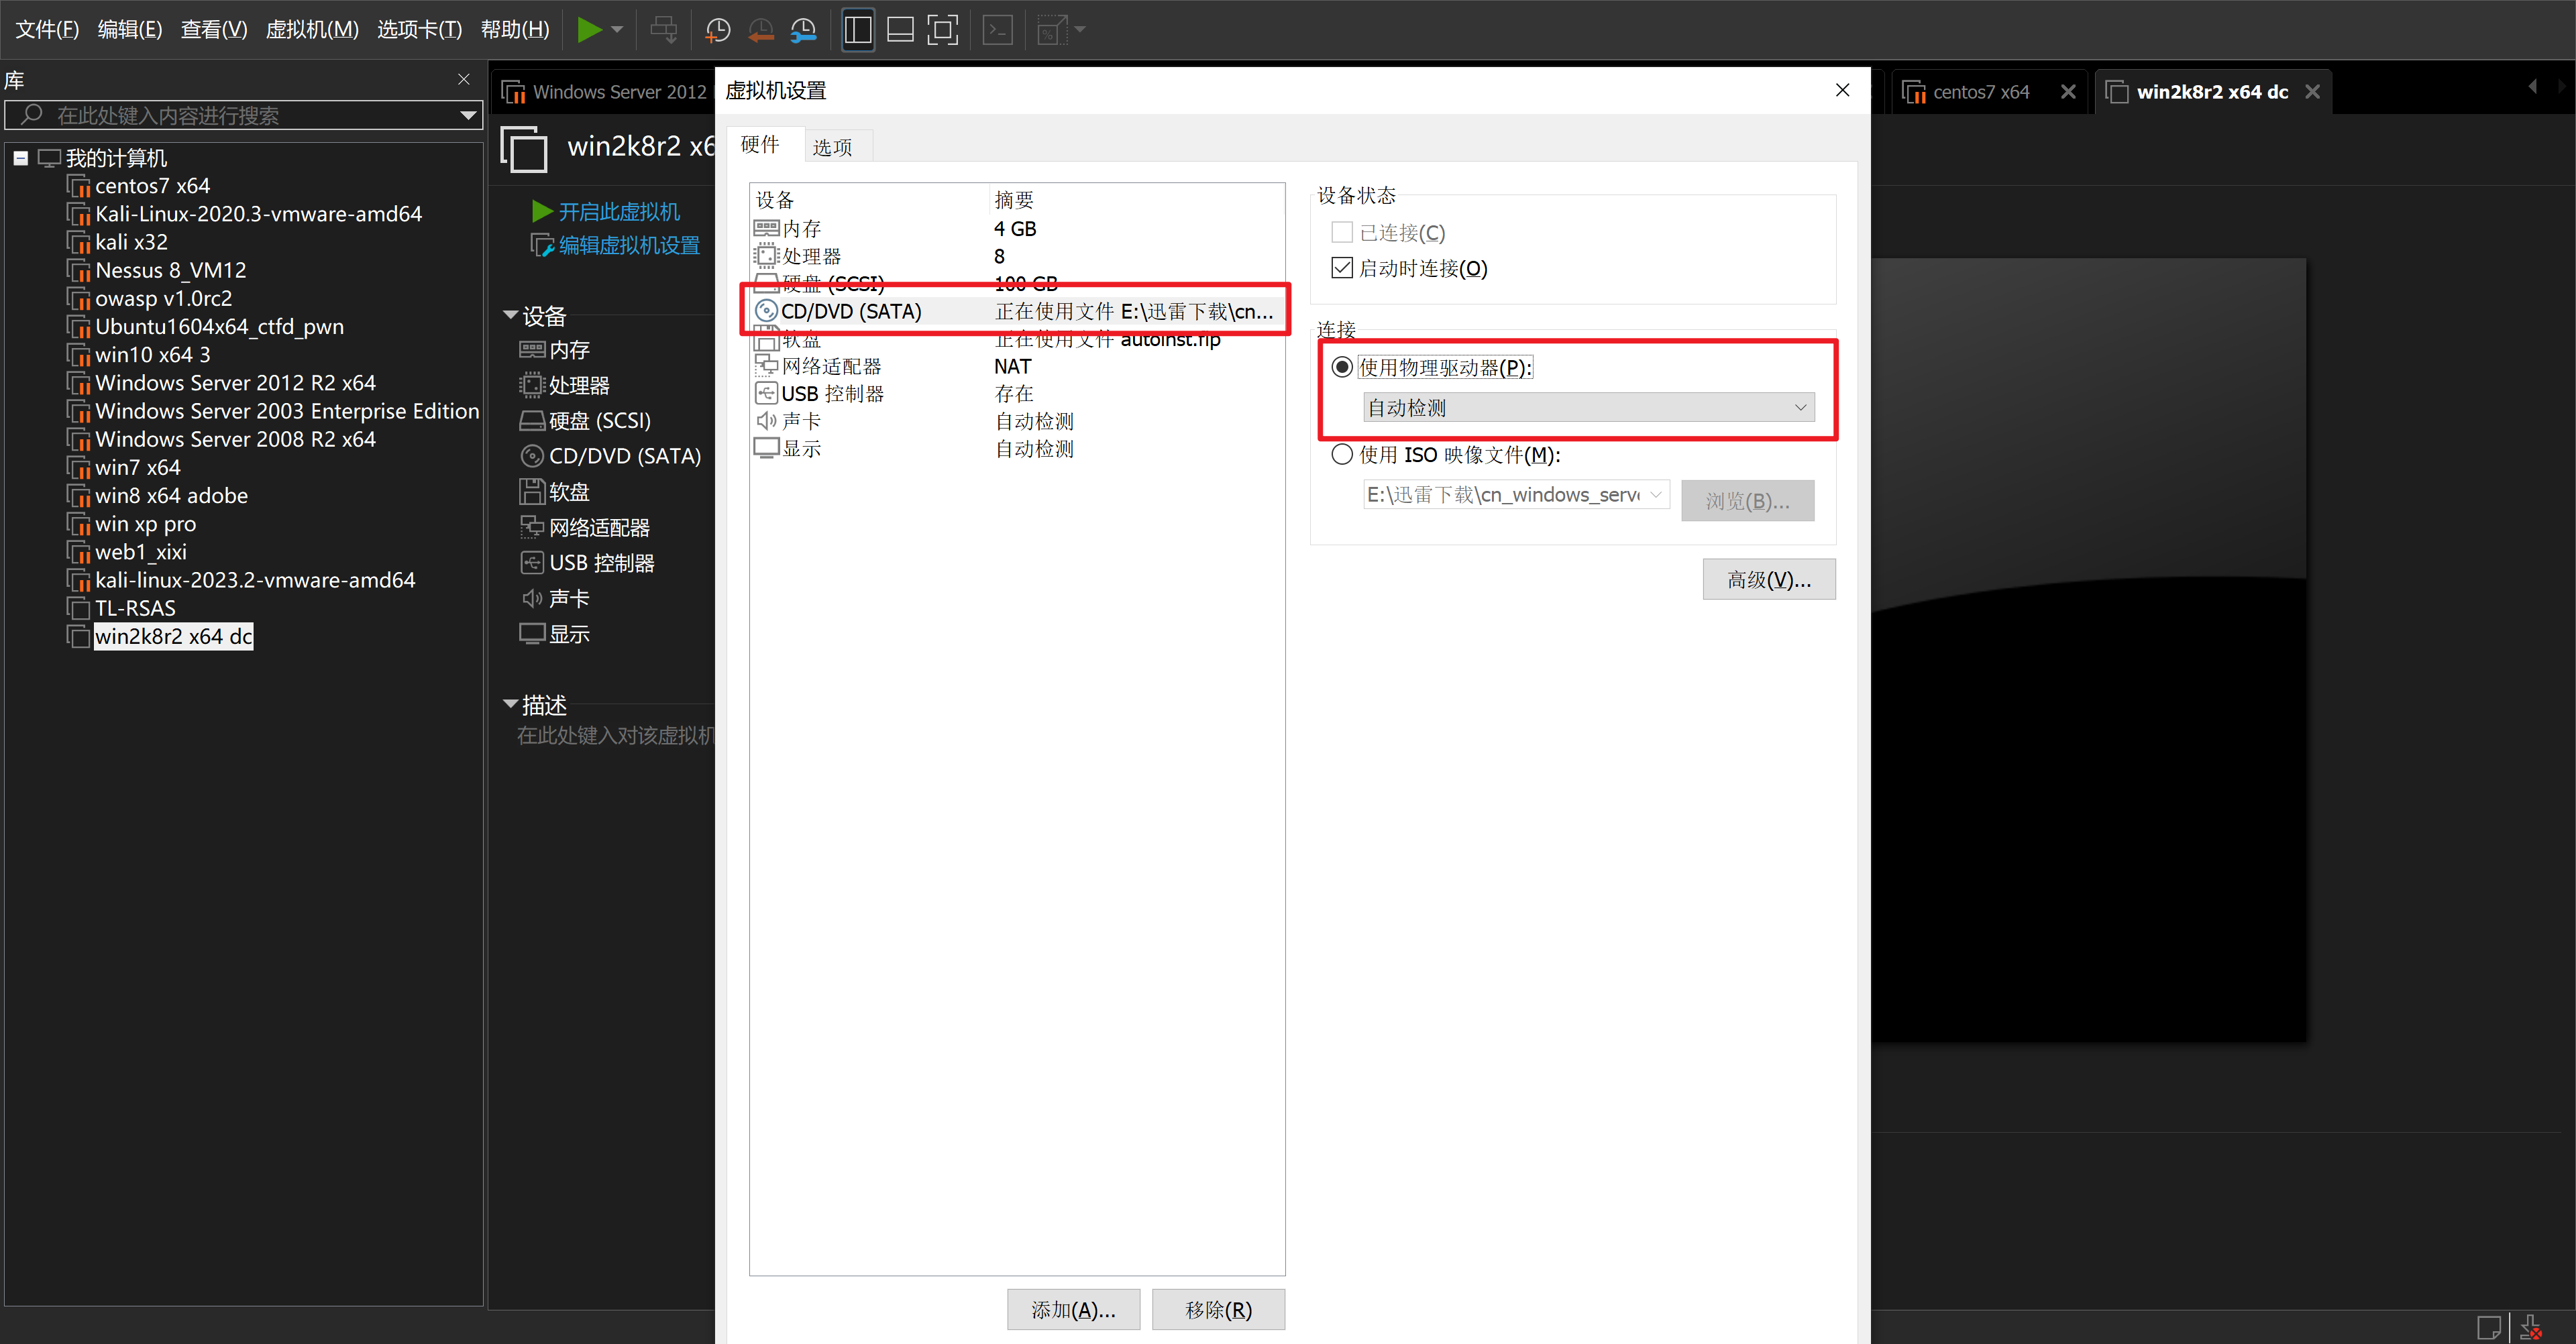 文件(F) 编辑(E) 查看(V) 虚拟机(M) 选项卡(T) 帮助(H)
库
在此处键入内容进行搜索
我的计算机
centos7 x64
Kali-Linux-2020.3-vmware-amd64
kali x32
Nessus 8_VM12
owasp v1.0rc2
Ubuntu1604x64_ctfd_pwn
win10 x64 3
Windows Server 2012 R2 x64
Windows Server 2003 Enterprise Edition
Windows Server 2008 R2 x64
win7 x64
win8 x64 adobe
win xp pro
web1_xixi
kali-linux-2023.2-vmware-amd64
TL-RSAS
win2k8r2 x64 dc
Windows Server 2012
centos7 x64
win2k8r2 x64 dc
win2k8r2 x6
开启此虚拟机
编辑虚拟机设置
设备
内存
处理器
硬盘 (SCSI)
CD/DVD (SATA)
软盘
网络适配器
USB 控制器
声卡
显示
描述
在此处键入对该虚拟机
虚拟机设置
硬件 选项
设备 摘要
内存 4 GB
处理器 8
硬盘 (SCSI) 100 GB
CD/DVD (SATA) 正在使用文件 E:\迅雷下载\cn...
软盘 正在使用文件 autoinst.flp
网络适配器 NAT
USB 控制器 存在
声卡 自动检测
显示 自动检测
添加(A)... 移除(R)
设备状态
已连接(C)
启动时连接(O)
连接
使用物理驱动器(P):
自动检测
使用 ISO 映像文件(M):
E:\迅雷下载\cn_windows_serve 浏览(B)...
高级(V)...